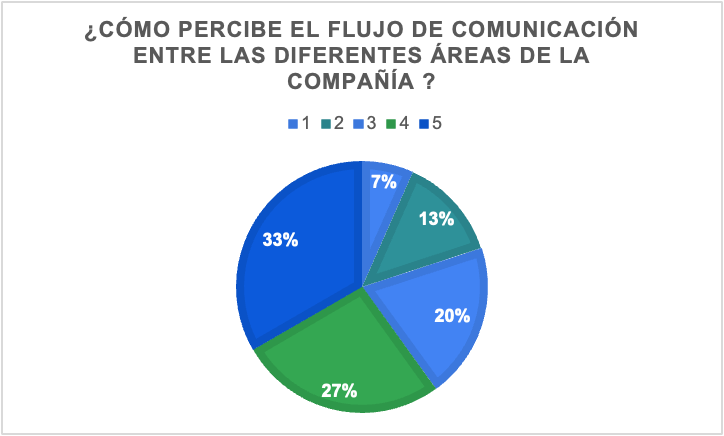 ¿CÓMO PERCIBE EL FLUJO DE COMUNICACIÓN
ENTRE LAS DIFERENTES ÁREAS DE LA
COMPAÑÍA ?
1 2 3 4 5
7%
13%
33%
20%
27%